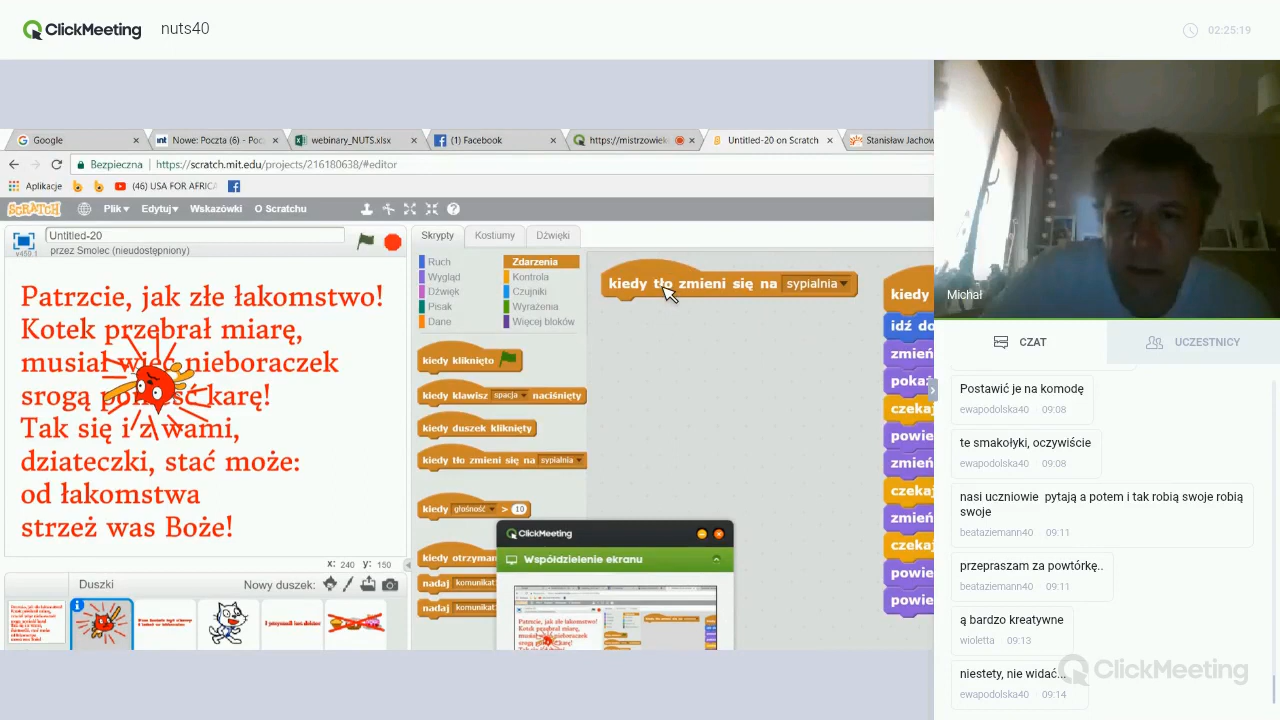 ClickMeeting nuts40 02:25:19
Google Nowe: Poczta (6) - Poc webinary_NUTS.xlsx (1) Facebook https://mistrzowiek Untitled-20 on Scratch Stanisław Jachow
Bezpieczna https://scratch.mit.edu/projects/216180638/#editor
Aplikacje (46) USA FOR AFRICA
SCRATCH Plik Edytuj Wskazówki O Scratchu
Untitled-20
przez Smolec (nieudostępniony)
v450.1
Patrzcie, jak złe łakomstwo!
Kotek przebrał miarę,
musiał więc nieboraczek
srogą ponieść karę!
Tak się i z wami,
dziateczki, stać może:
od łakomstwa
strzeż was Boże!
x: 240 y: 150
Duszki Nowy duszek:
Skrypty Kostiumy Dźwięki
Ruch Zdarzenia
Wygląd Kontrola
Dźwięk Czujniki
Pisak Wyrażenia
Dane Więcej bloków
kiedy kliknięto
kiedy klawisz spacja naciśnięty
kiedy duszek kliknięty
kiedy tło zmieni się na sypialnia
kiedy głośność > 10
kiedy otrzymam
nadaj komunikat
nadaj komunikat
kiedy tło zmieni się na sypialnia
kiedy
idź do
zmień
pokaż
czekaj
powie
zmień
czekaj
zmień
czekaj
powie
powie
ClickMeeting
Współdzielenie ekranu
Michał
CZAT UCZESTNICY
Postawić je na komodę
ewapodolska40 09:08
te smakołyki, oczywiście
ewapodolska40 09:08
nasi uczniowie pytają a potem i tak robią swoje robią
swoje
beataziemann40 09:11
przepraszam za powtórkę..
beataziemann40 09:11
ą bardzo kreatywne
wioletta 09:13
niestety, nie widać...
ewapodolska40 09:14
ClickMeeting